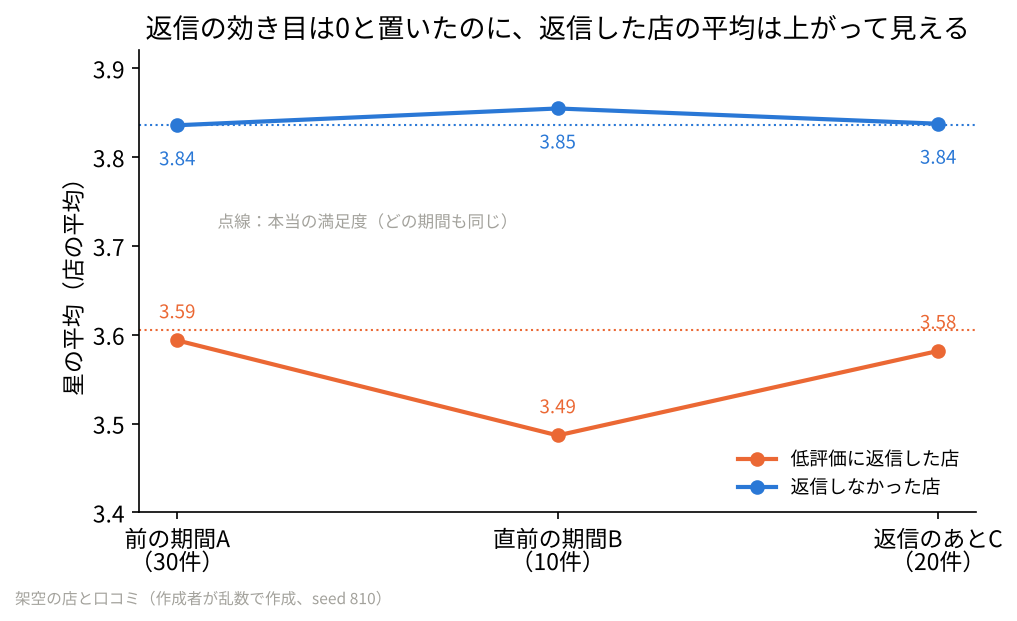 返信の効き目は0と置いたのに、返信した店の平均は上がって見える
星の平均（店の平均）
3.9
3.8
3.7
3.6
3.5
3.4
3.84
3.85
3.84
点線：本当の満足度（どの期間も同じ）
3.59
3.49
3.58
低評価に返信した店
返信しなかった店
前の期間A
（30件）
直前の期間B
（10件）
返信のあとC
（20件）
架空の店と口コミ（作成者が乱数で作成、seed 810）